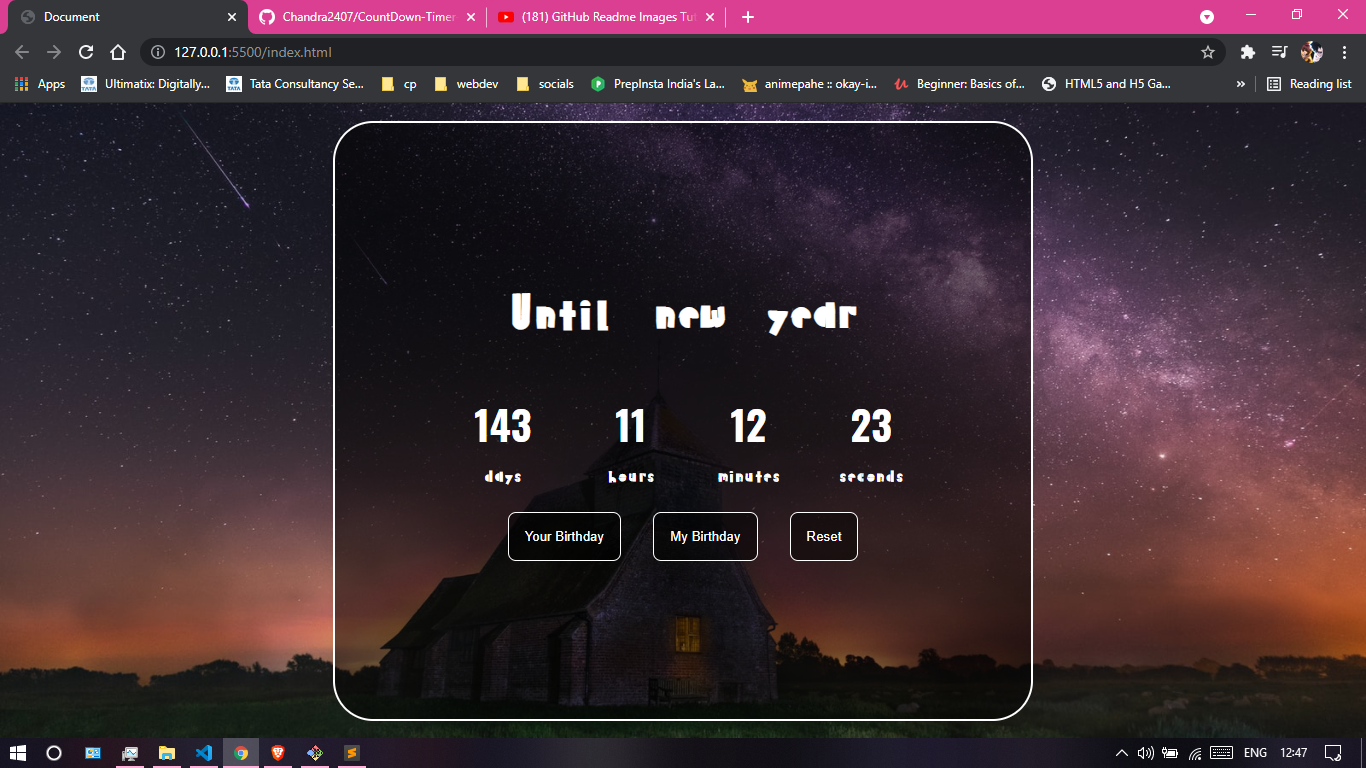 Document
Chandra2407/CountDown-Timer
(181) GitHub Readme Images Tu
127.0.0.1:5500/index.html
Apps
Ultimatix: Digitally...
TATA
Tata Consultancy Se...
cp
webdev
socials
PrepInsta India's La...
animepahe :: okay-i...
Beginner: Basics of...
HTML5 and H5 Ga...
»
Reading list
Until new year
143 11 12 23
days hours minutes seconds
Your Birthday My Birthday Reset
ENG 12:47